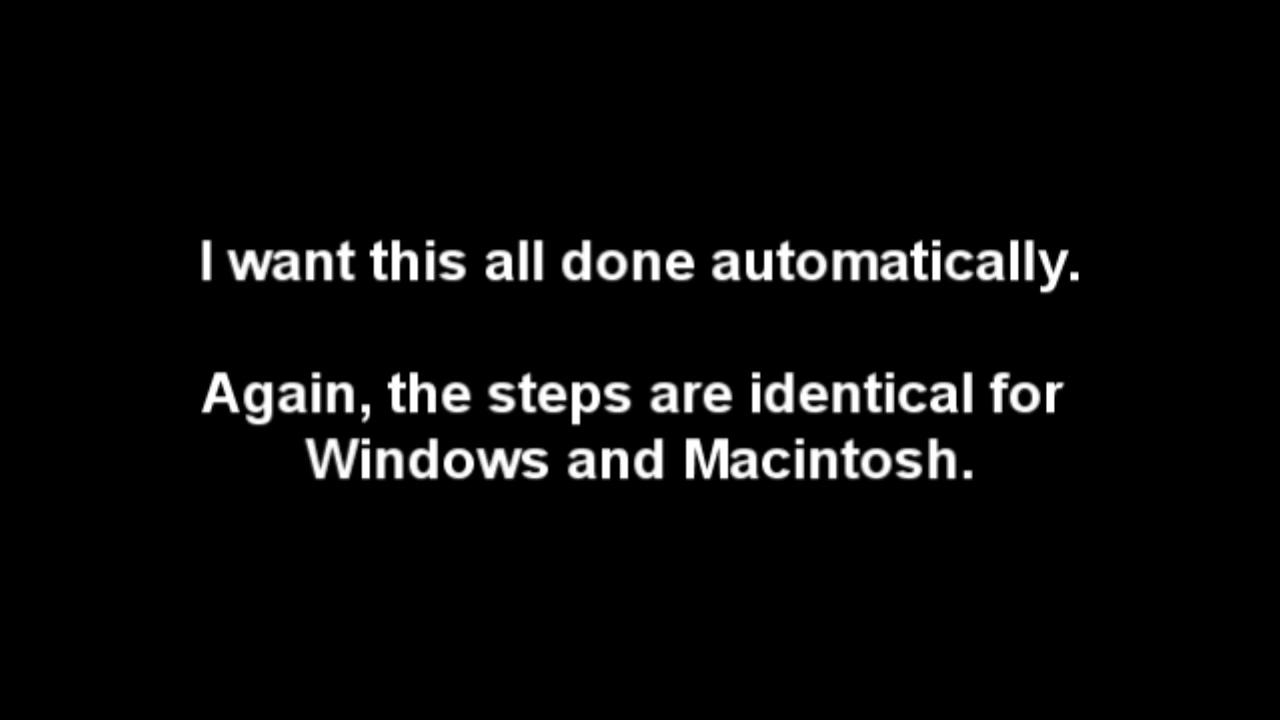 I want this all done automatically.
Again, the steps are identical for
Windows and Macintosh.